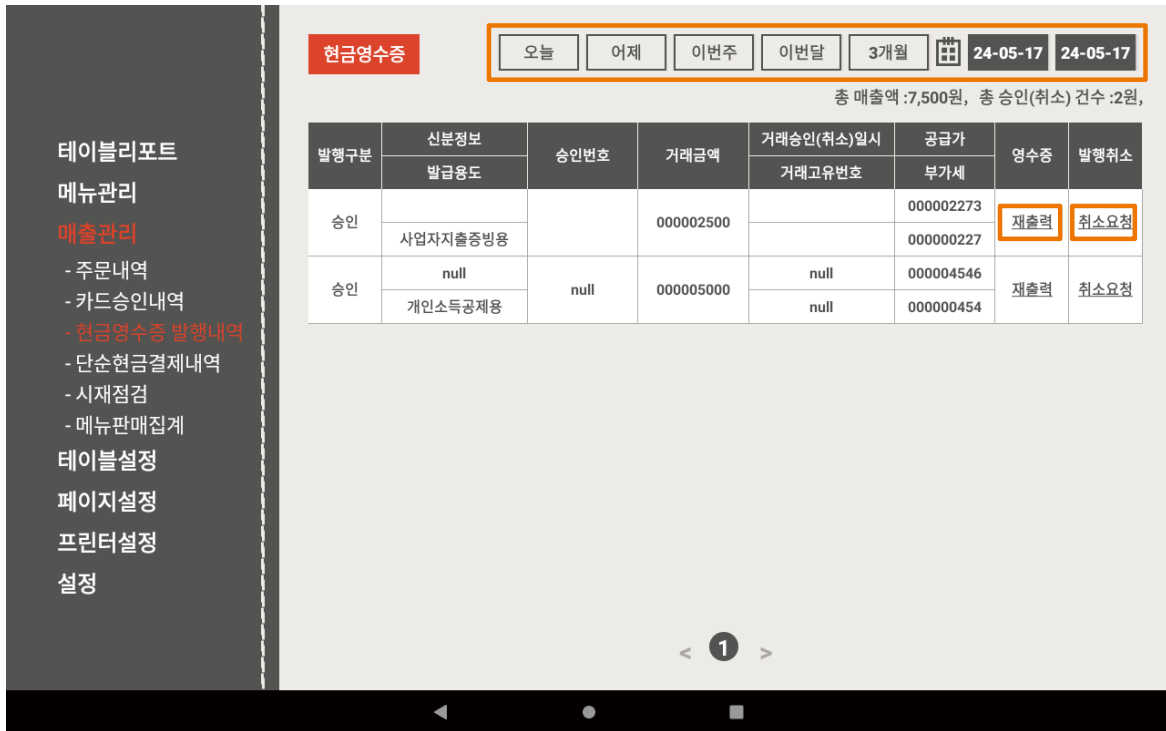 현금영수증
오늘 어제 이번주 이번달 3개월 24-05-17 24-05-17
총 매출액 :7,500원, 총 승인(취소) 건수 :2원,
테이블리포트
메뉴관리
매출관리
- 주문내역
- 카드승인내역
- 현금영수증 발행내역
- 단순현금결제내역
- 시재점검
- 메뉴판매집계
테이블설정
페이지설정
프린터설정
설정
발행구분 신분정보 승인번호 거래금액 거래승인(취소)일시 공급가 영수증 발행취소
발급용도 거래고유번호 부가세
승인 000002500 000002273 재출력 취소요청
사업자지출증빙용 000000227
승인 null null 000005000 null 000004546 재출력 취소요청
개인소득공제용 null 000000454
< 1 >